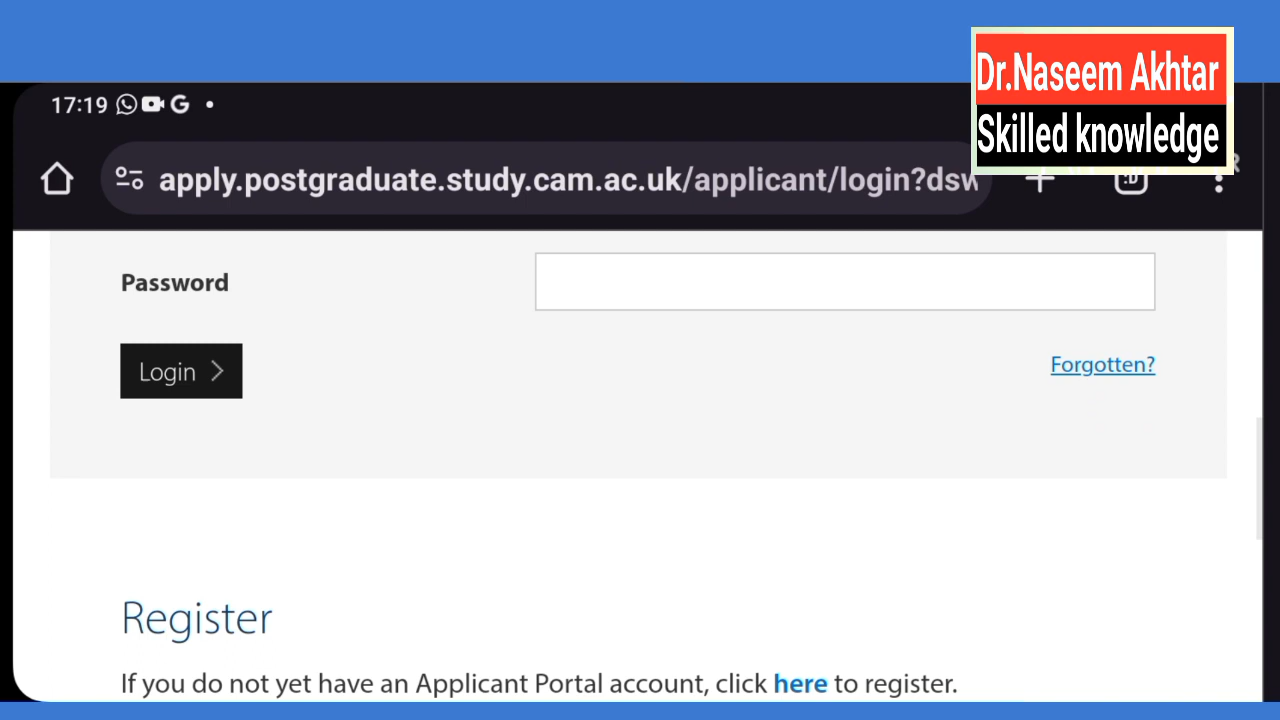 Dr.Naseem Akhtar
Skilled knowledge
17:19
apply.postgraduate.study.cam.ac.uk/applicant/login?dsw
:D
Password
Login
Forgotten?
Register
If you do not yet have an Applicant Portal account, click here to register.